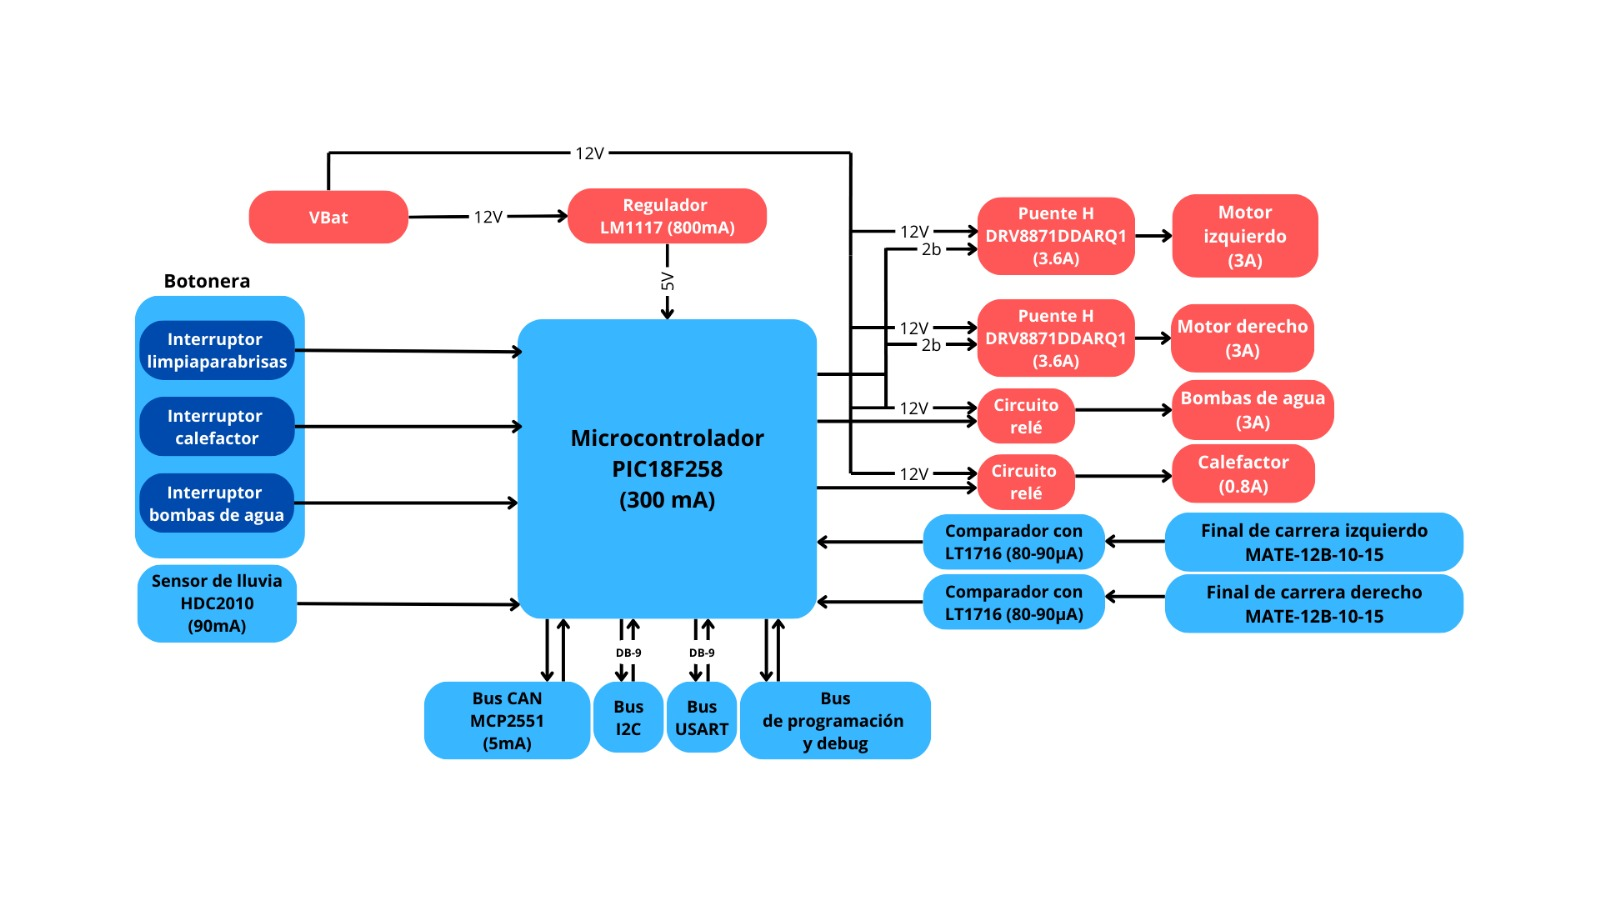 12V
VBat
12V
Regulador
LM1117 (800mA)
5V
Botonera
Interruptor
limpiaparabrisas
Interruptor
calefactor
Interruptor
bombas de agua
Sensor de lluvia
HDC2010
(90mA)
Microcontrolador
PIC18F258
(300 mA)
12V
2b
Puente H
DRV8871DDARQ1
(3.6A)
Motor
izquierdo
(3A)
12V
2b
Puente H
DRV8871DDARQ1
(3.6A)
Motor derecho
(3A)
12V
Circuito
relé
Bombas de agua
(3A)
12V
Circuito
relé
Calefactor
(0.8A)
Comparador con
LT1716 (80-90µA)
Final de carrera izquierdo
MATE-12B-10-15
Comparador con
LT1716 (80-90µA)
Final de carrera derecho
MATE-12B-10-15
DB-9
DB-9
Bus CAN
MCP2551
(5mA)
Bus
I2C
Bus
USART
Bus
de programación
y debug